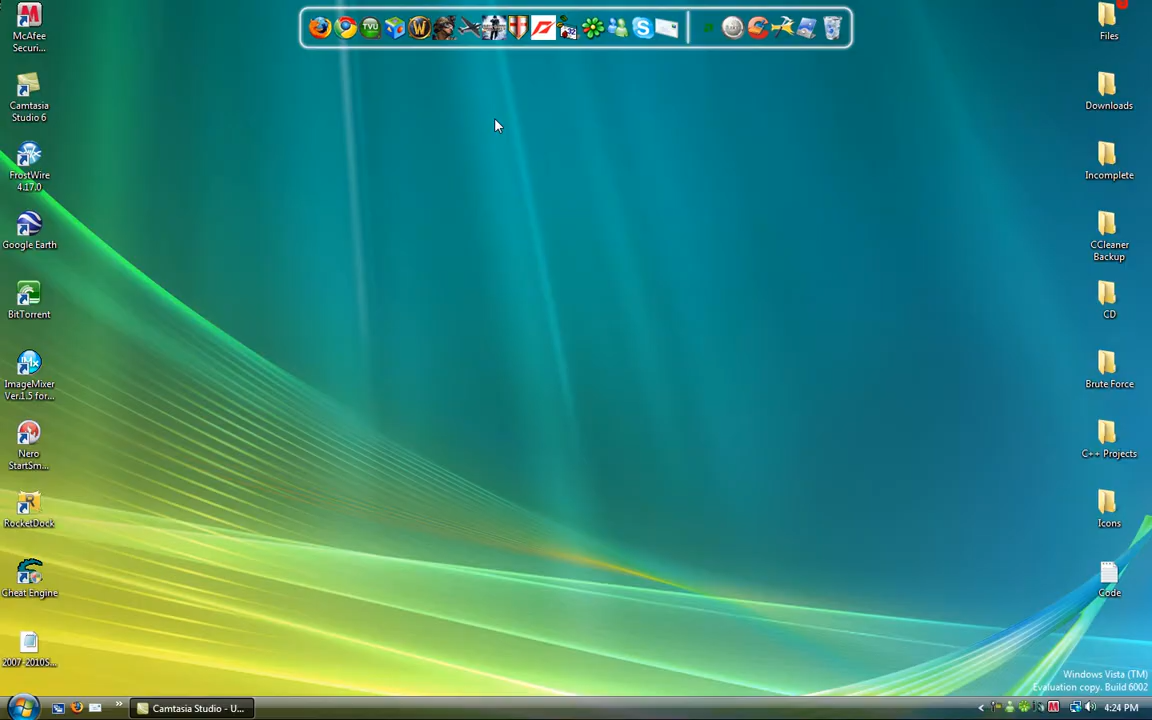 McAfee
Securi...
Camtasia
Studio 6
FrostWire
4.17.0
Google Earth
BitTorrent
ImageMixer
Ver.1.5 for...
Nero
StartSm...
RocketDock
Cheat Engine
2007-2010S...
Files
Downloads
Incomplete
CCleaner
Backup
CD
Brute Force
C++ Projects
Icons
Code
Windows Vista (TM)
Evaluation copy. Build 6002
Camtasia Studio - U...
4:24 PM